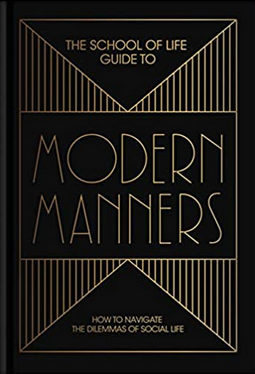 THE SCHOOL OF LIFE
GUIDE TO
MODERN
MANNERS
HOW TO NAVIGATE
THE DILEMMAS OF SOCIAL LIFE